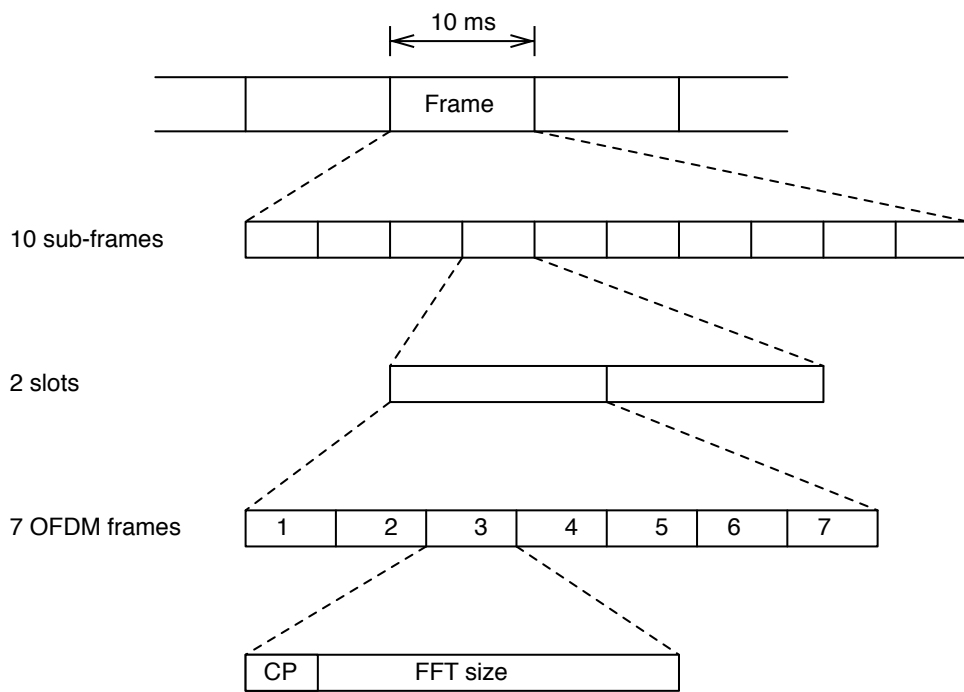 10 ms
Frame
10 sub-frames
2 slots
7 OFDM frames
1 2 3 4 5 6 7
CP FFT size